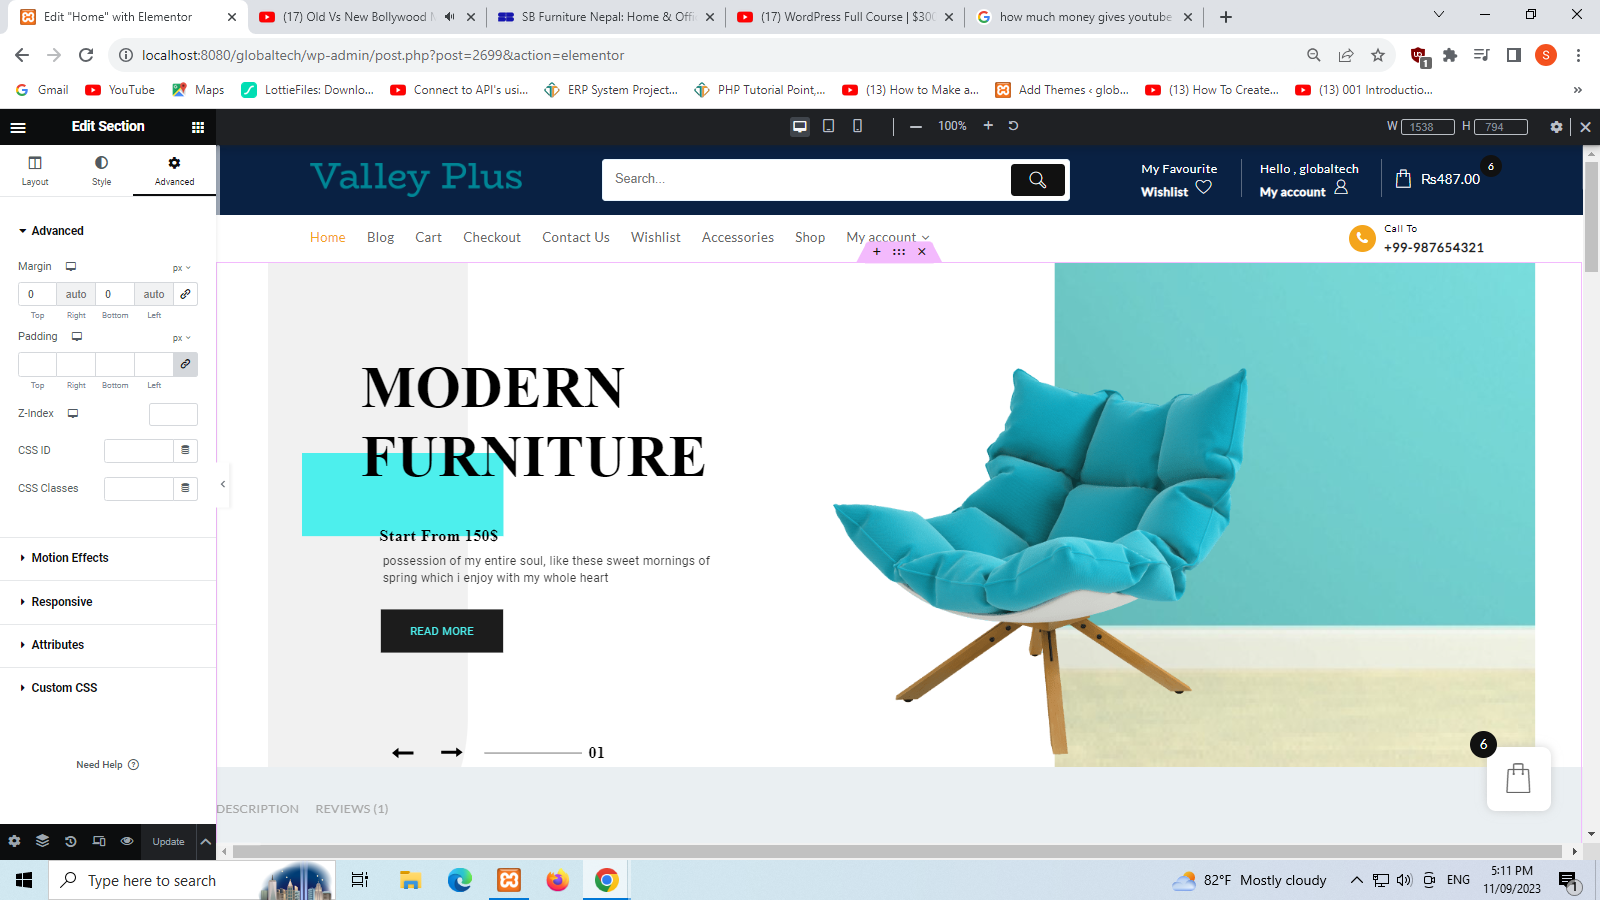 Edit "Home" with Elementor
(17) Old Vs New Bollywood M
SB Furniture Nepal: Home & Offi
(17) WordPress Full Course | $300
how much money gives youtube
localhost:8080/globaltech/wp-admin/post.php?post=2699&action=elementor
1
S
Gmail
YouTube
Maps
LottieFiles: Downlo...
Connect to API's usi...
ERP System Project...
PHP Tutorial Point,...
(13) How to Make a...
Add Themes ‹ glob...
(13) How To Create...
(13) 001 Introductio...
»
Edit Section
100%
W 1538 H 794
Layout
Style
Advanced
Advanced
Margin
px
0 auto 0 auto
Top Right Bottom Left
Padding
px
Top Right Bottom Left
Z-Index
CSS ID
CSS Classes
Motion Effects
Responsive
Attributes
Custom CSS
Need Help
Update
Valley Plus
Search...
My Favourite
Wishlist
Hello , globaltech
My account
₨487.00
6
Home Blog Cart Checkout Contact Us Wishlist Accessories Shop My account
Call To
+99-987654321
MODERN
FURNITURE
Start From 150$
possession of my entire soul, like these sweet mornings of
spring which i enjoy with my whole heart
READ MORE
01
6
DESCRIPTION REVIEWS (1)
Type here to search
82°F Mostly cloudy
ENG
5:11 PM
11/09/2023
1